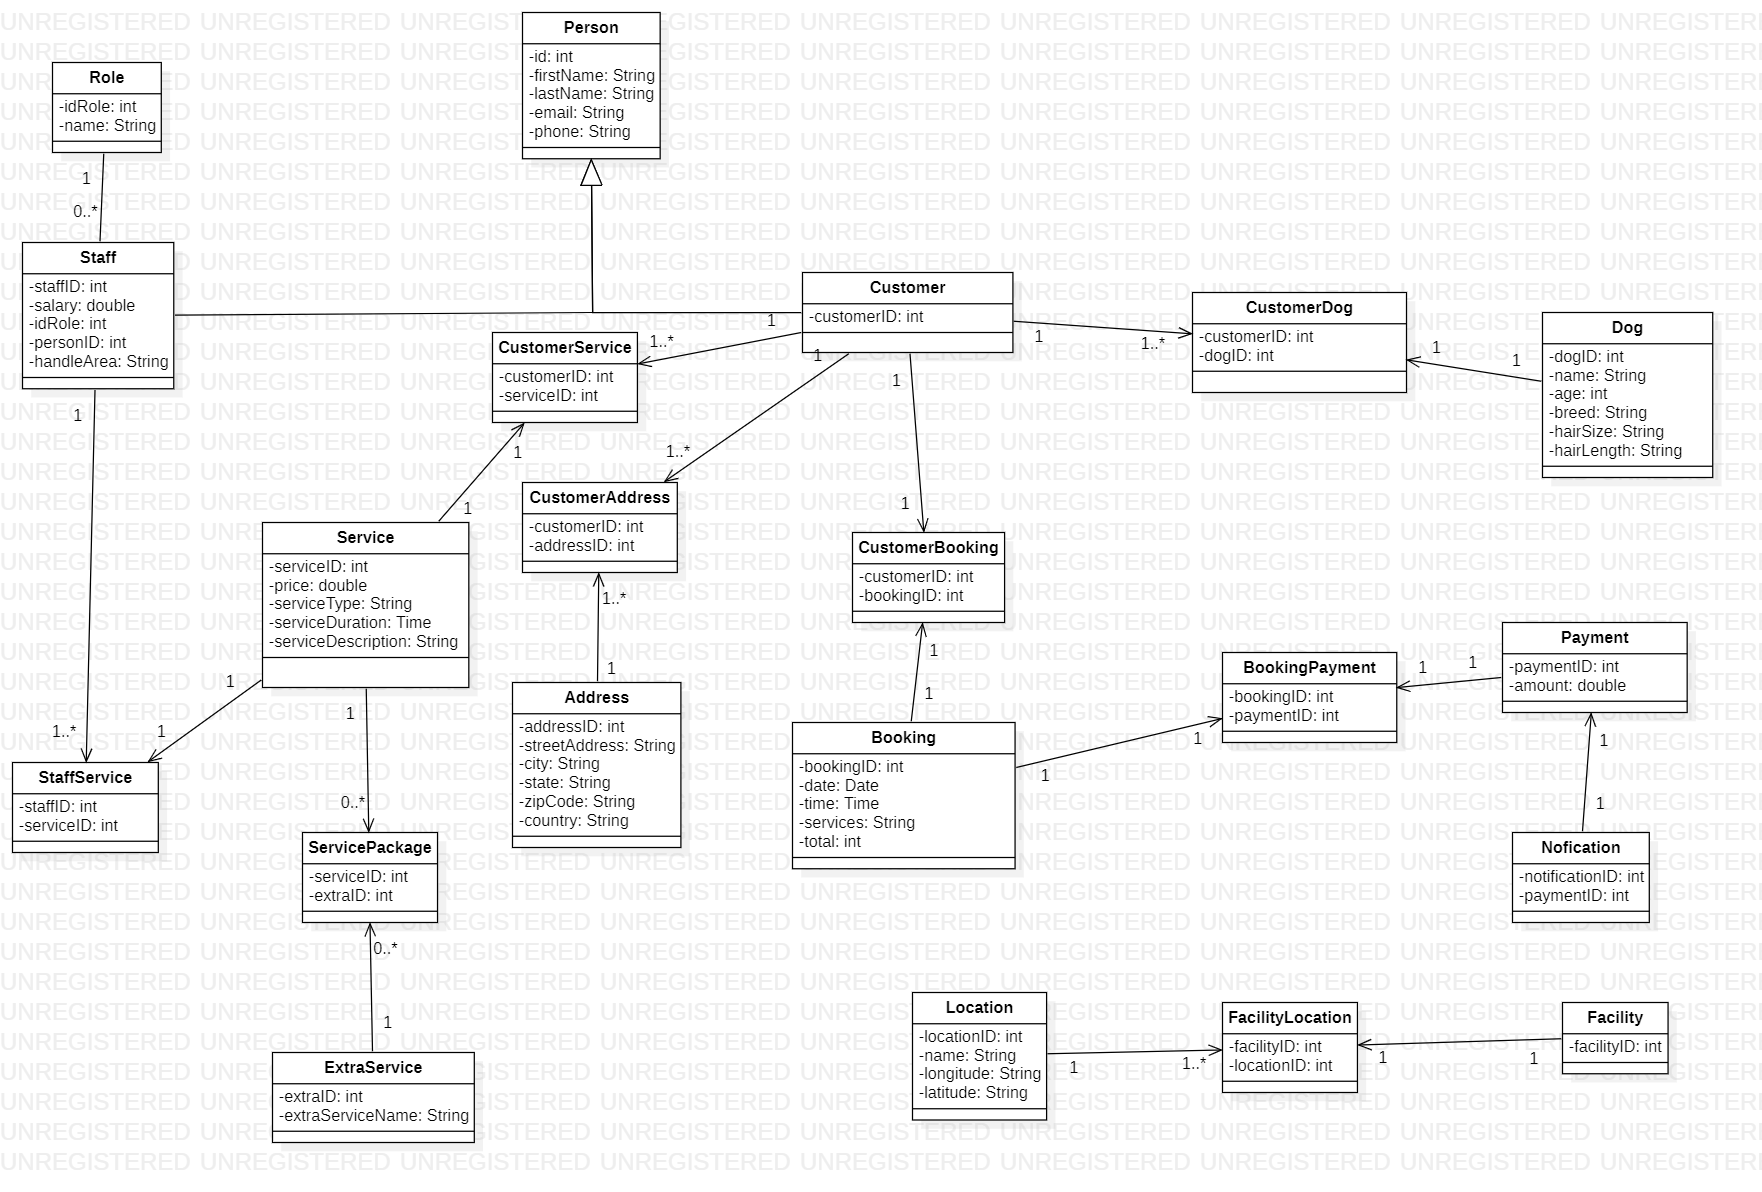 Person
-id: int
-firstName: String
-lastName: String
-email: String
-phone: String
Role
-idRole: int
-name: String
1
0..*
Staff
-staffID: int
-salary: double
-idRole: int
-personID: int
-handleArea: String
1
1..*
Customer
-customerID: int
1
1..*
1
1..*
1
1
1
1..*
CustomerService
-customerID: int
-serviceID: int
1
1
CustomerDog
-customerID: int
-dogID: int
1
1
Dog
-dogID: int
-name: String
-age: int
-breed: String
-hairSize: String
-hairLength: String
CustomerAddress
-customerID: int
-addressID: int
1..*
1
Service
-serviceID: int
-price: double
-serviceType: String
-serviceDuration: Time
-serviceDescription: String
1
1
1
0..*
CustomerBooking
-customerID: int
-bookingID: int
1
1
Address
-addressID: int
-streetAddress: String
-city: String
-state: String
-zipCode: String
-country: String
Booking
-bookingID: int
-date: Date
-time: Time
-services: String
-total: int
1
1
BookingPayment
-bookingID: int
-paymentID: int
1
1
Payment
-paymentID: int
-amount: double
1
1
StaffService
-staffID: int
-serviceID: int
ServicePackage
-serviceID: int
-extraID: int
0..*
1
Nofication
-notificationID: int
-paymentID: int
ExtraService
-extraID: int
-extraServiceName: String
Location
-locationID: int
-name: String
-longitude: String
-latitude: String
1
1..*
FacilityLocation
-facilityID: int
-locationID: int
1
1
Facility
-facilityID: int
UNREGISTERED